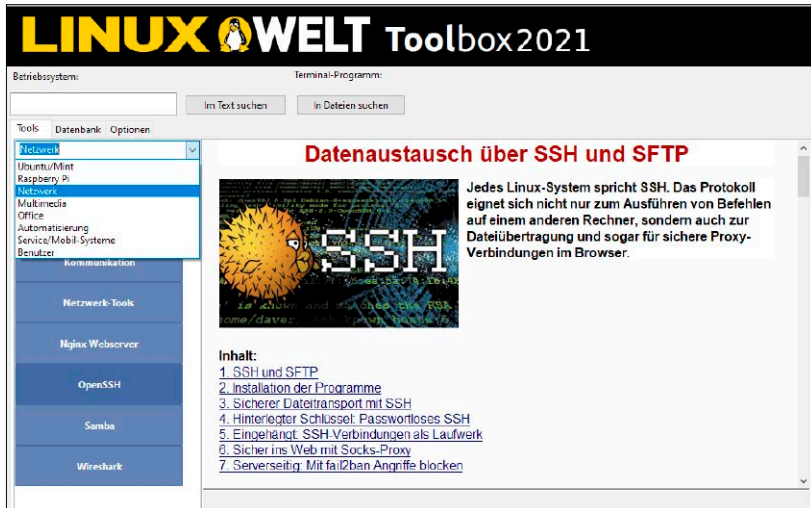 LINUX WELT Toolbox2021
Betriebssystem:
Terminal-Programm:
Im Text suchen
In Dateien suchen
Tools
Datenbank
Optionen
Netzwerk
Ubuntu/Mint
Raspberry Pi
Netzwerk
Multimedia
Office
Automatisierung
Service/Mobil-Systeme
Benutzer
Kommunikation
Netzwerk-Tools
Nginx Webserver
OpenSSH
Samba
Wireshark
Datenaustausch über SSH und SFTP
SSH
Jedes Linux-System spricht SSH. Das Protokoll
eignet sich nicht nur zum Ausführen von Befehlen
auf einem anderen Rechner, sondern auch zur
Dateiübertragung und sogar für sichere Proxy-
Verbindungen im Browser.
Inhalt:
1. SSH und SFTP
2. Installation der Programme
3. Sicherer Dateitransport mit SSH
4. Hinterlegter Schlüssel: Passwortloses SSH
5. Eingehängt: SSH-Verbindungen als Laufwerk
6. Sicher ins Web mit Socks-Proxy
7. Serverseitig: Mit fail2ban Angriffe blocken